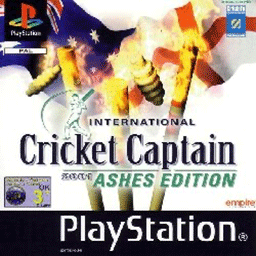 PlayStation
PAL
INTERNATIONAL
Cricket Captain
ASHES EDITION
3+
empire
PlayStation®